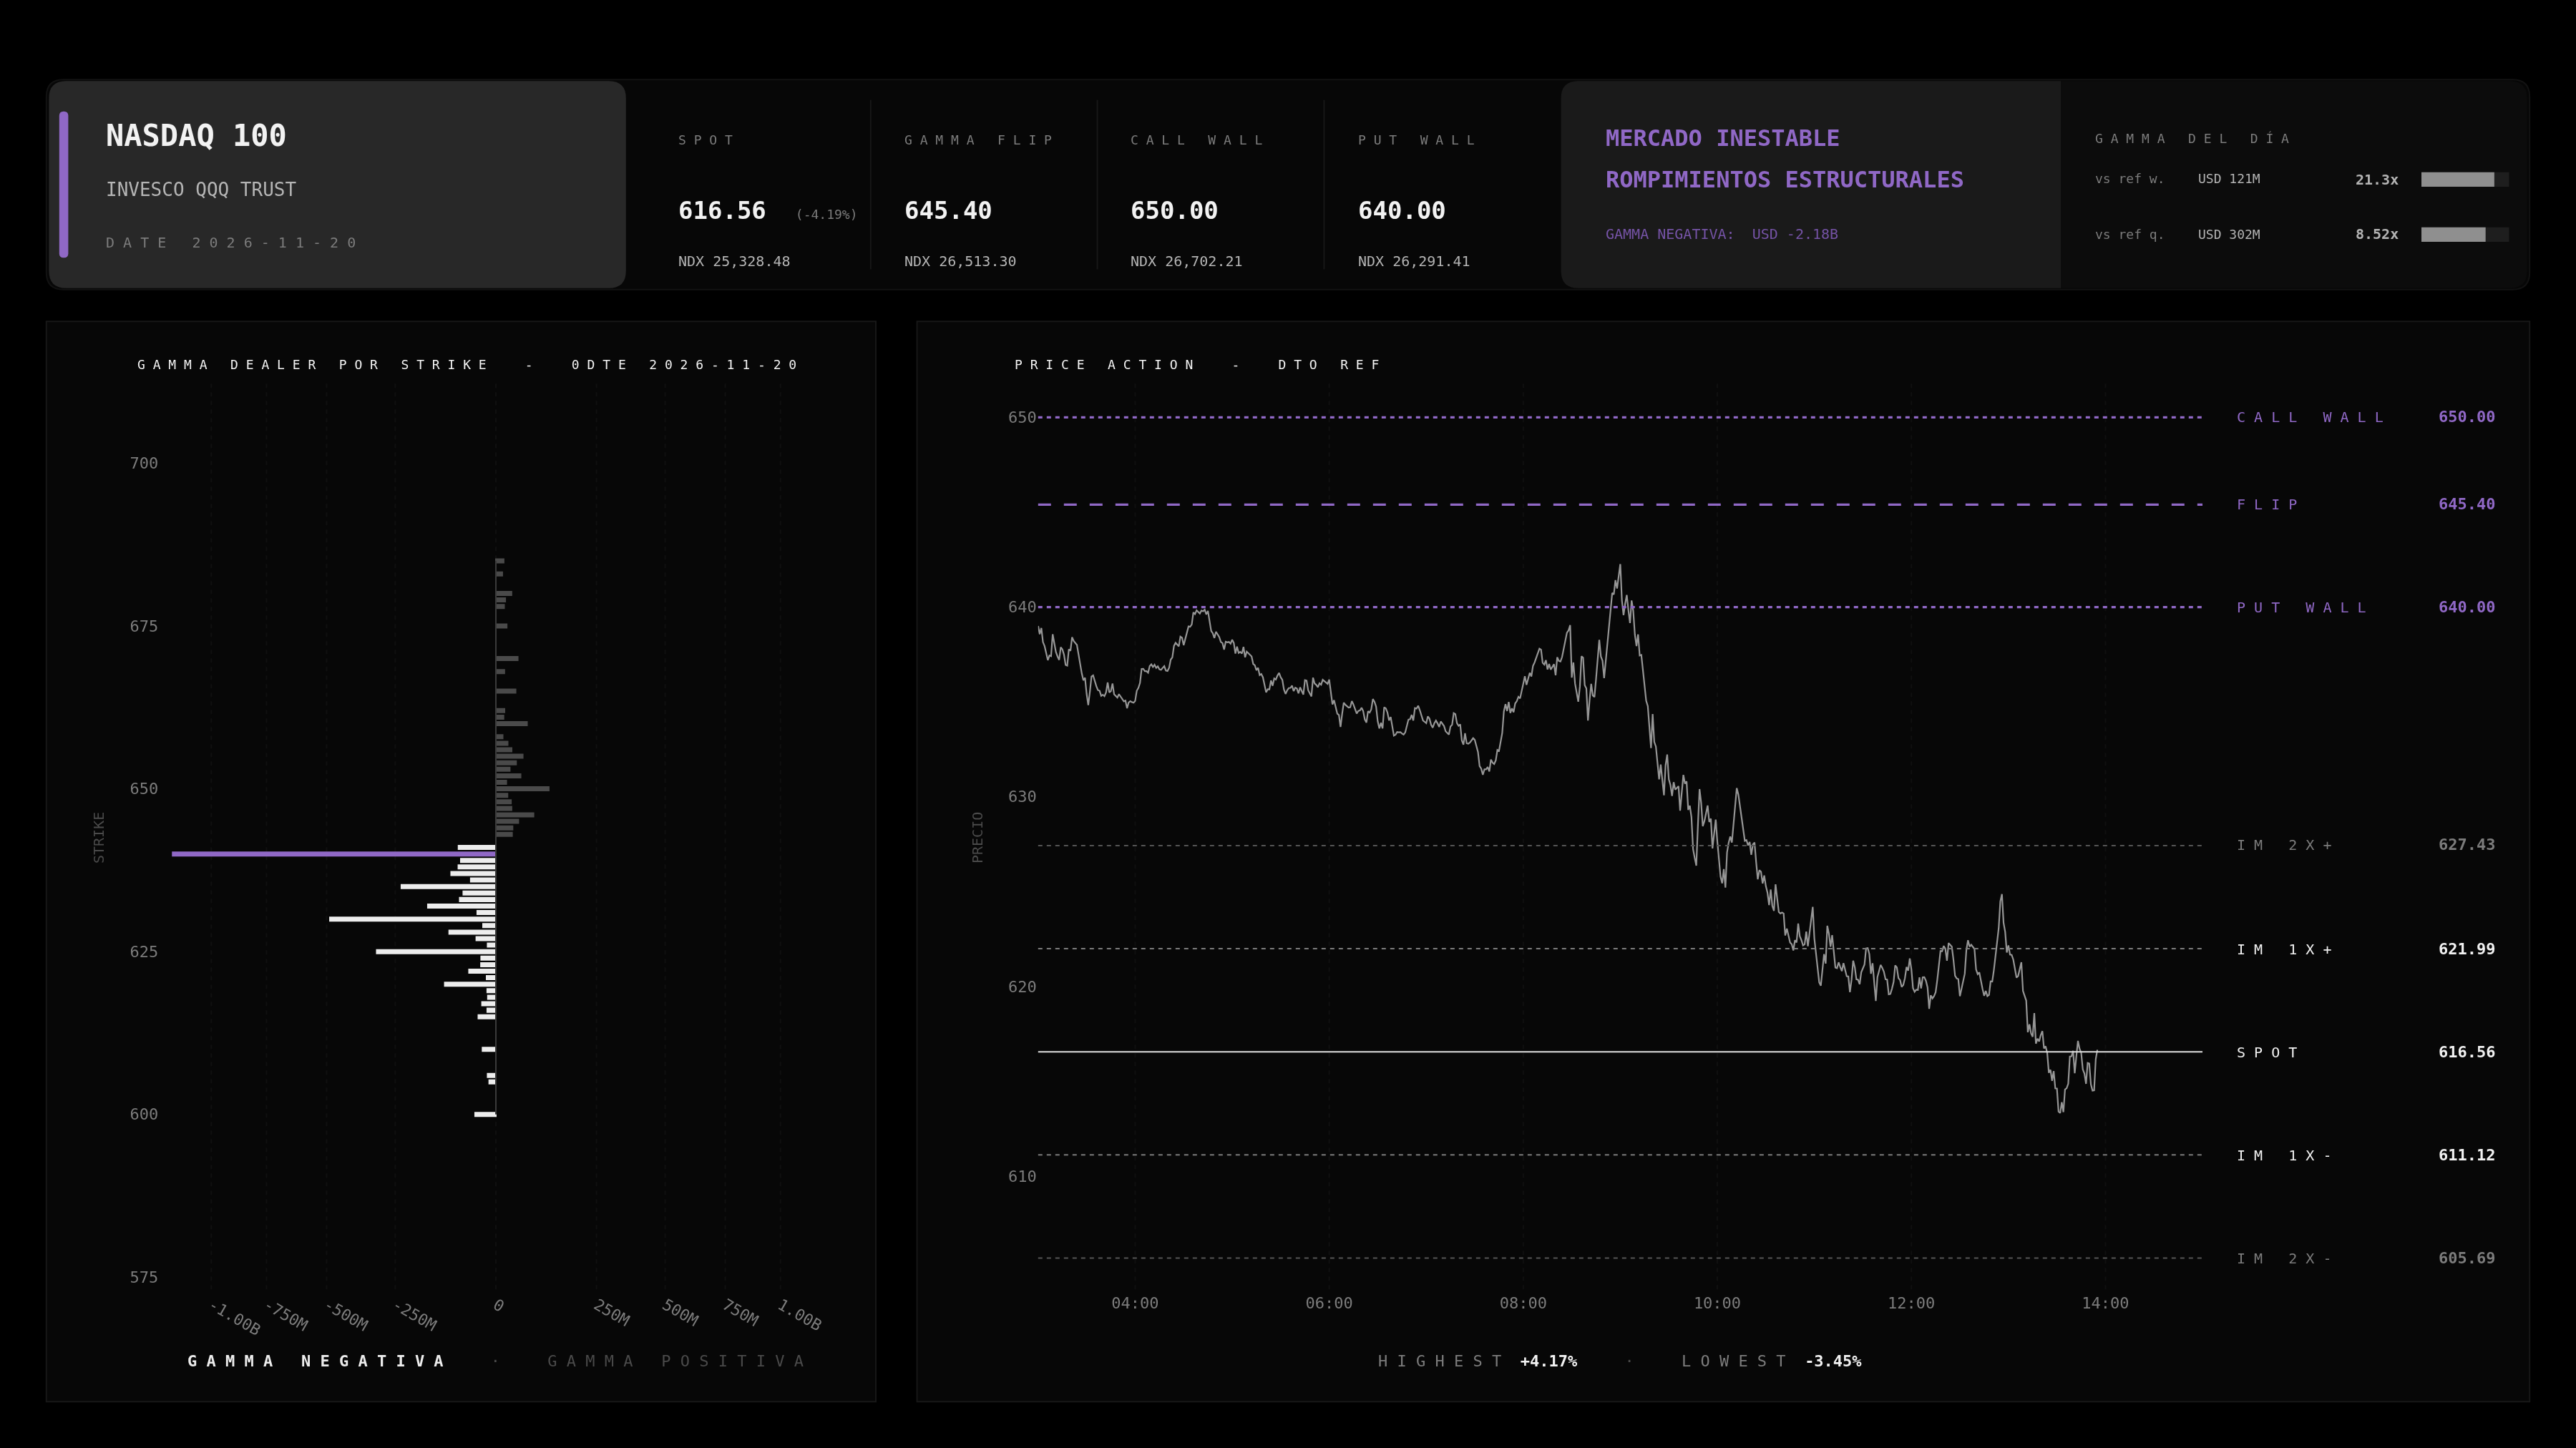 NASDAQ 100
INVESCO QQQ TRUST
DATE 2026-11-20
SPOT
616.56 (-4.19%)
NDX 25,328.48
GAMMA FLIP
645.40
NDX 26,513.30
CALL WALL
650.00
NDX 26,702.21
PUT WALL
640.00
NDX 26,291.41
MERCADO INESTABLE
ROMPIMIENTOS ESTRUCTURALES
GAMMA NEGATIVA: USD -2.18B
GAMMA DEL DÍA
vs ref w. USD 121M 21.3x
vs ref q. USD 302M 8.52x
GAMMA DEALER POR STRIKE - 0DTE 2026-11-20
STRIKE
700
675
650
625
600
575
-1.00B -750M -500M -250M 0 250M 500M 750M 1.00B
GAMMA NEGATIVA · GAMMA POSITIVA
PRICE ACTION - DTO REF
PRECIO
650
640
630
620
610
CALL WALL 650.00
FLIP 645.40
PUT WALL 640.00
IM 2X+ 627.43
IM 1X+ 621.99
SPOT 616.56
IM 1X- 611.12
IM 2X- 605.69
04:00 06:00 08:00 10:00 12:00 14:00
HIGHEST +4.17% · LOWEST -3.45%